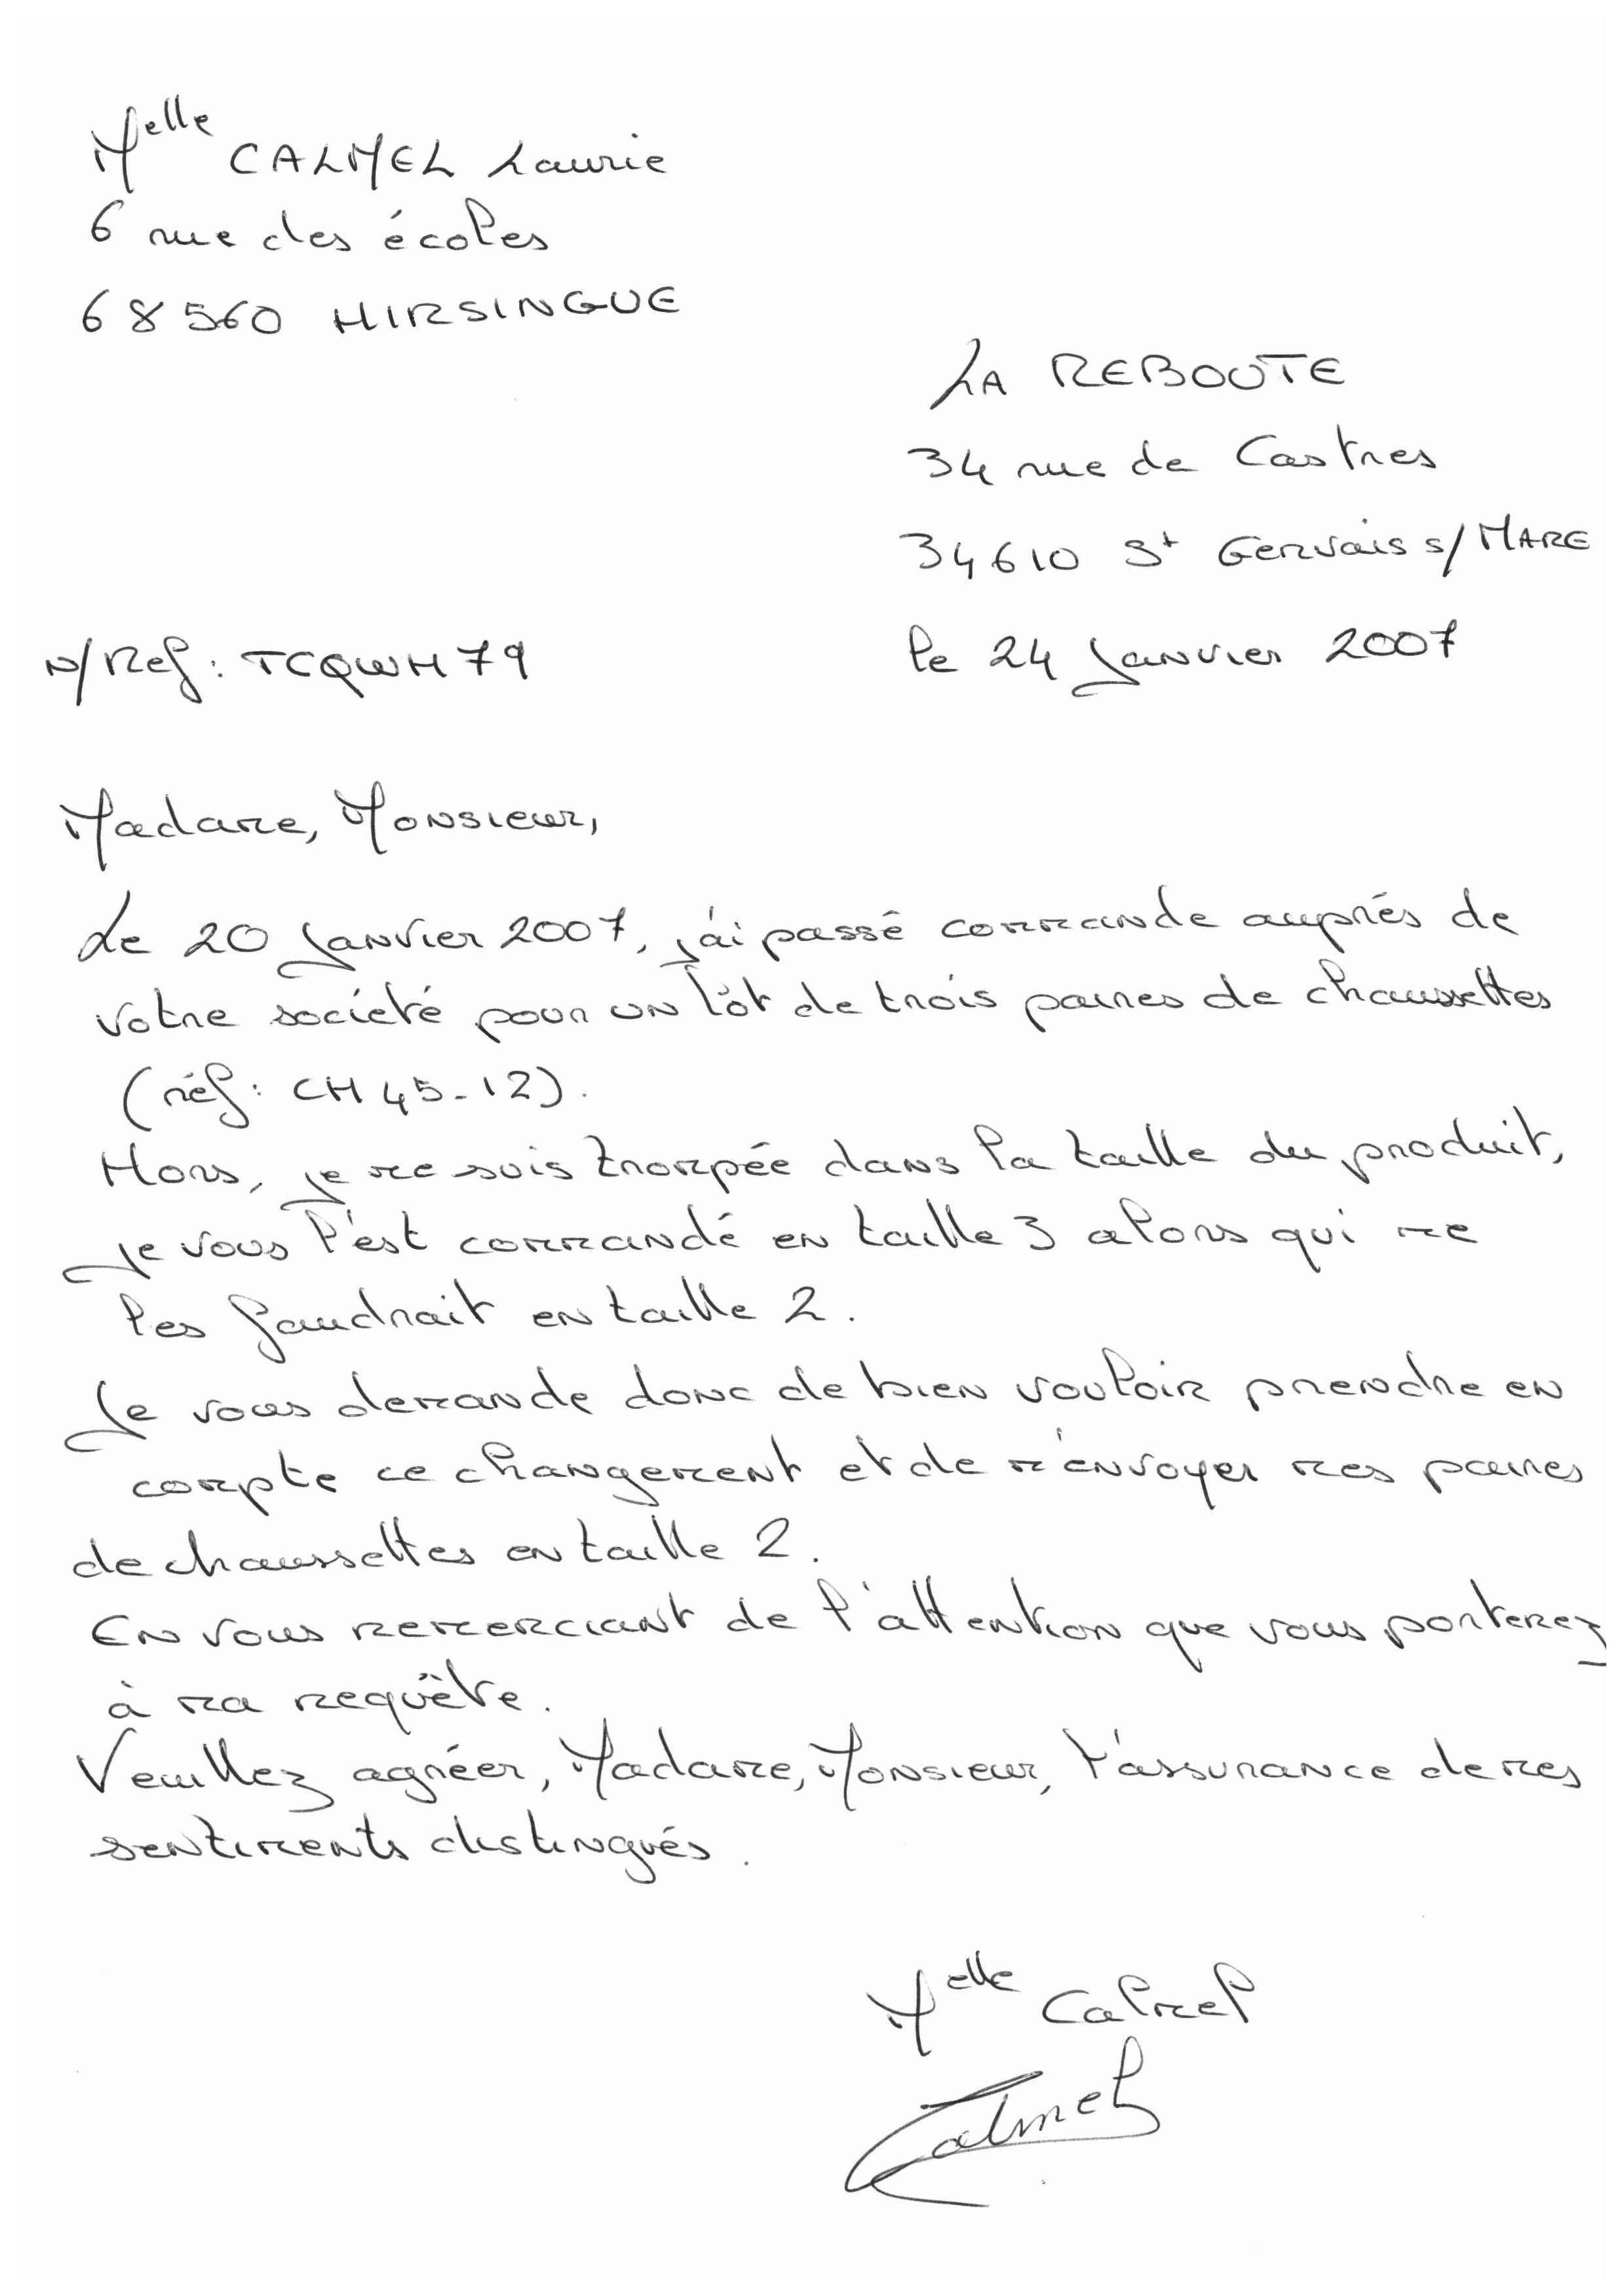 Melle CALMEL Laurie
6 rue des écoles
68560 HIRSINGUE
LA REBOUTE
34 rue de Castres
34610 St Gervais s/ MARE
N/Ref : TCQWH79
le 24 Janvier 2007
Madame, Monsieur,
Le 20 Janvier 2007, j'ai passé commande auprés de
votre société pour un lôt de trois paires de chaussettes
(réf : CH45-12).
Hors, je me suis trompée dans la taille du produit,
je vous l'est commandé en taille 3 alors qui me
les faudrait en taille 2.
Je vous demande donc de bien vouloir prendre en
compte ce changement et de m'envoyer mes paires
de chaussettes en taille 2.
En vous remerciant de l'attention que vous porterez
à ma requête.
Veuillez agréer, Madame, Monsieur, l'assurance de mes
sentiments distingués.
Melle Calmel
Calmel